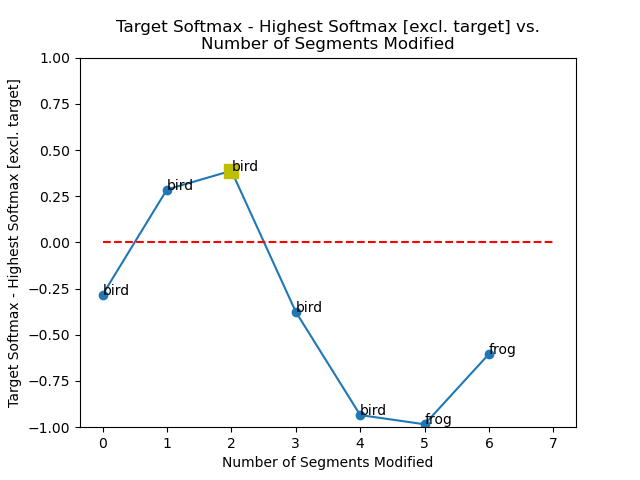 Target Softmax - Highest Softmax [excl. target] vs.
Number of Segments Modified
Target Softmax - Highest Softmax [excl. target]
1.00
0.75
0.50
0.25
0.00
−0.25
−0.50
−0.75
−1.00
bird
bird
bird
bird
bird
frog
frog
0 1 2 3 4 5 6 7
Number of Segments Modified